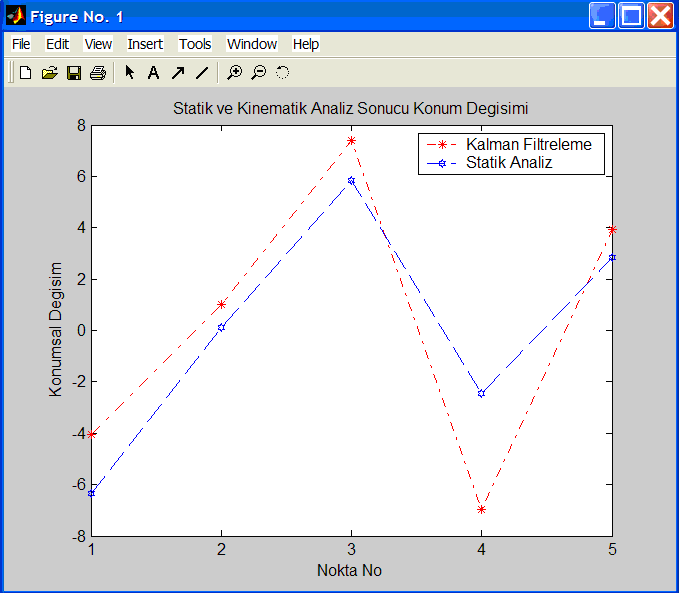 Figure No. 1
File Edit View Insert Tools Window Help
Statik ve Kinematik Analiz Sonucu Konum Degisimi
Kalman Filtreleme
Statik Analiz
Konumsal Degisim
8
6
4
2
0
-2
-4
-6
-8
1 2 3 4 5
Nokta No